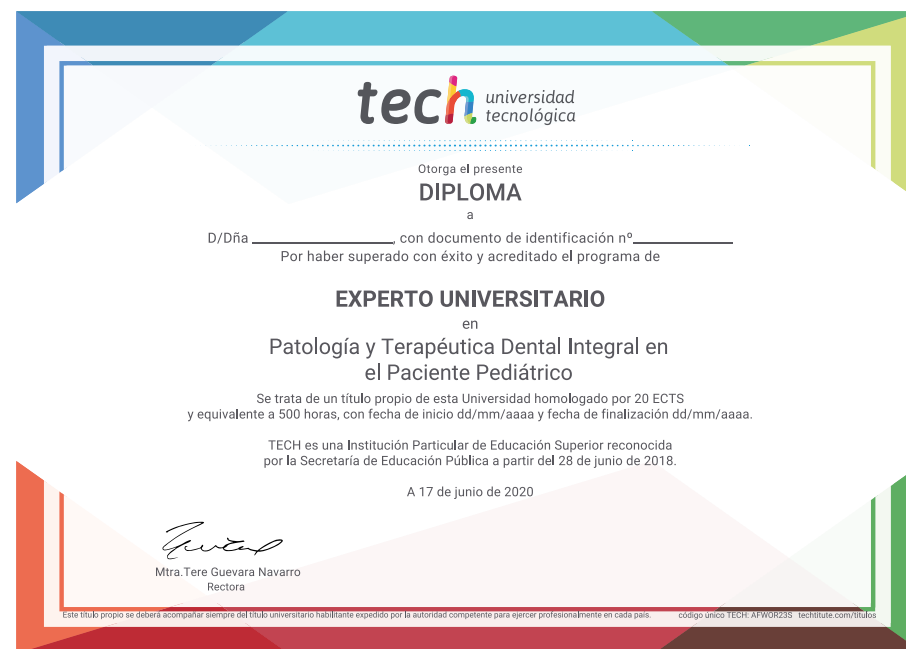 tech universidad
tecnológica
Otorga el presente
DIPLOMA
a
D/Dña ____________________, con documento de identificación nº______________
Por haber superado con éxito y acreditado el programa de
EXPERTO UNIVERSITARIO
en
Patología y Terapéutica Dental Integral en
el Paciente Pediátrico
Se trata de un título propio de esta Universidad homologado por 20 ECTS
y equivalente a 500 horas, con fecha de inicio dd/mm/aaaa y fecha de finalización dd/mm/aaaa.
TECH es una Institución Particular de Educación Superior reconocida
por la Secretaría de Educación Pública a partir del 28 de junio de 2018.
A 17 de junio de 2020
Mtra.Tere Guevara Navarro
Rectora
Este título propio se deberá acompañar siempre del título universitario habilitante expedido por la autoridad competente para ejercer profesionalmente en cada país. código único TECH: AFWOR23S techtitute.com/titulos